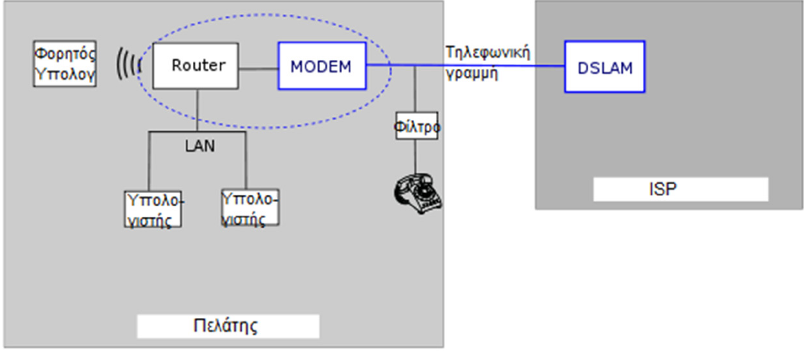 Φορητός
Υπολογ
Router
MODEM
Τηλεφωνική
γραμμή
DSLAM
Φίλτρο
LAN
Υπολο-
γιστής
Υπολο-
γιστής
ISP
Πελάτης